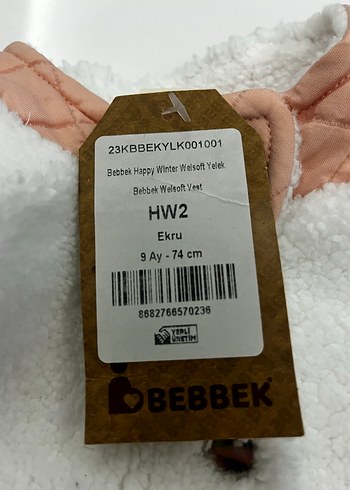 23KBBEKYLK001001
Bebbek Happy Winter Welsoft Yelek
Bebbek Welsoft Vest
HW2
Ekru
9 Ay - 74 cm
8682766570236
YERLİ
ÜRETİM
BEBBEK